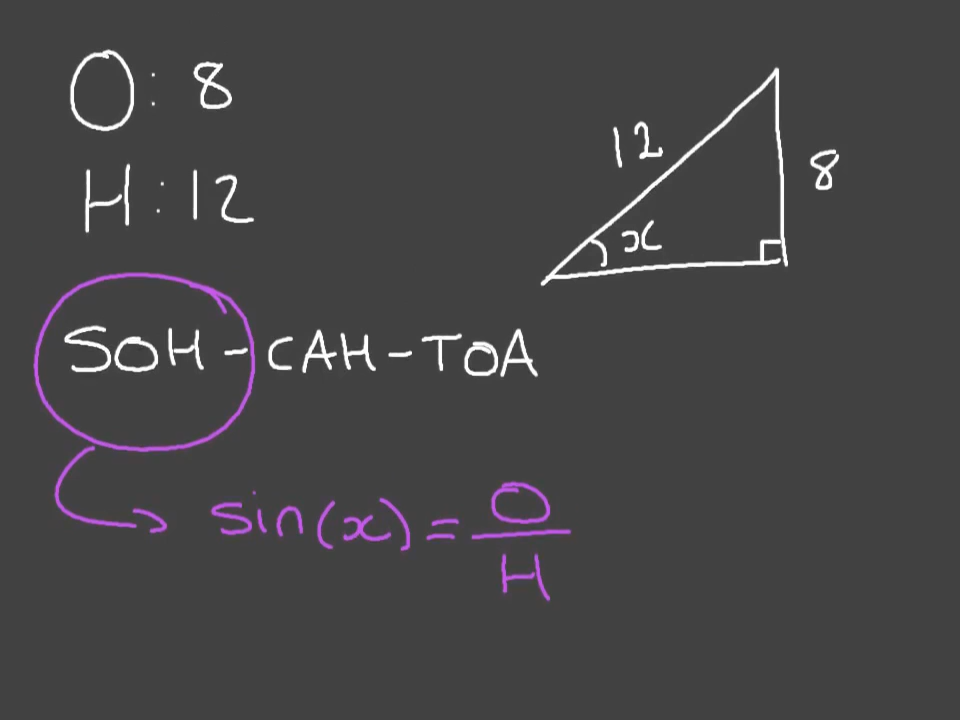 O: 8
H: 12
12
8
x
SOH-CAH-TOA
sin(x) = O/H